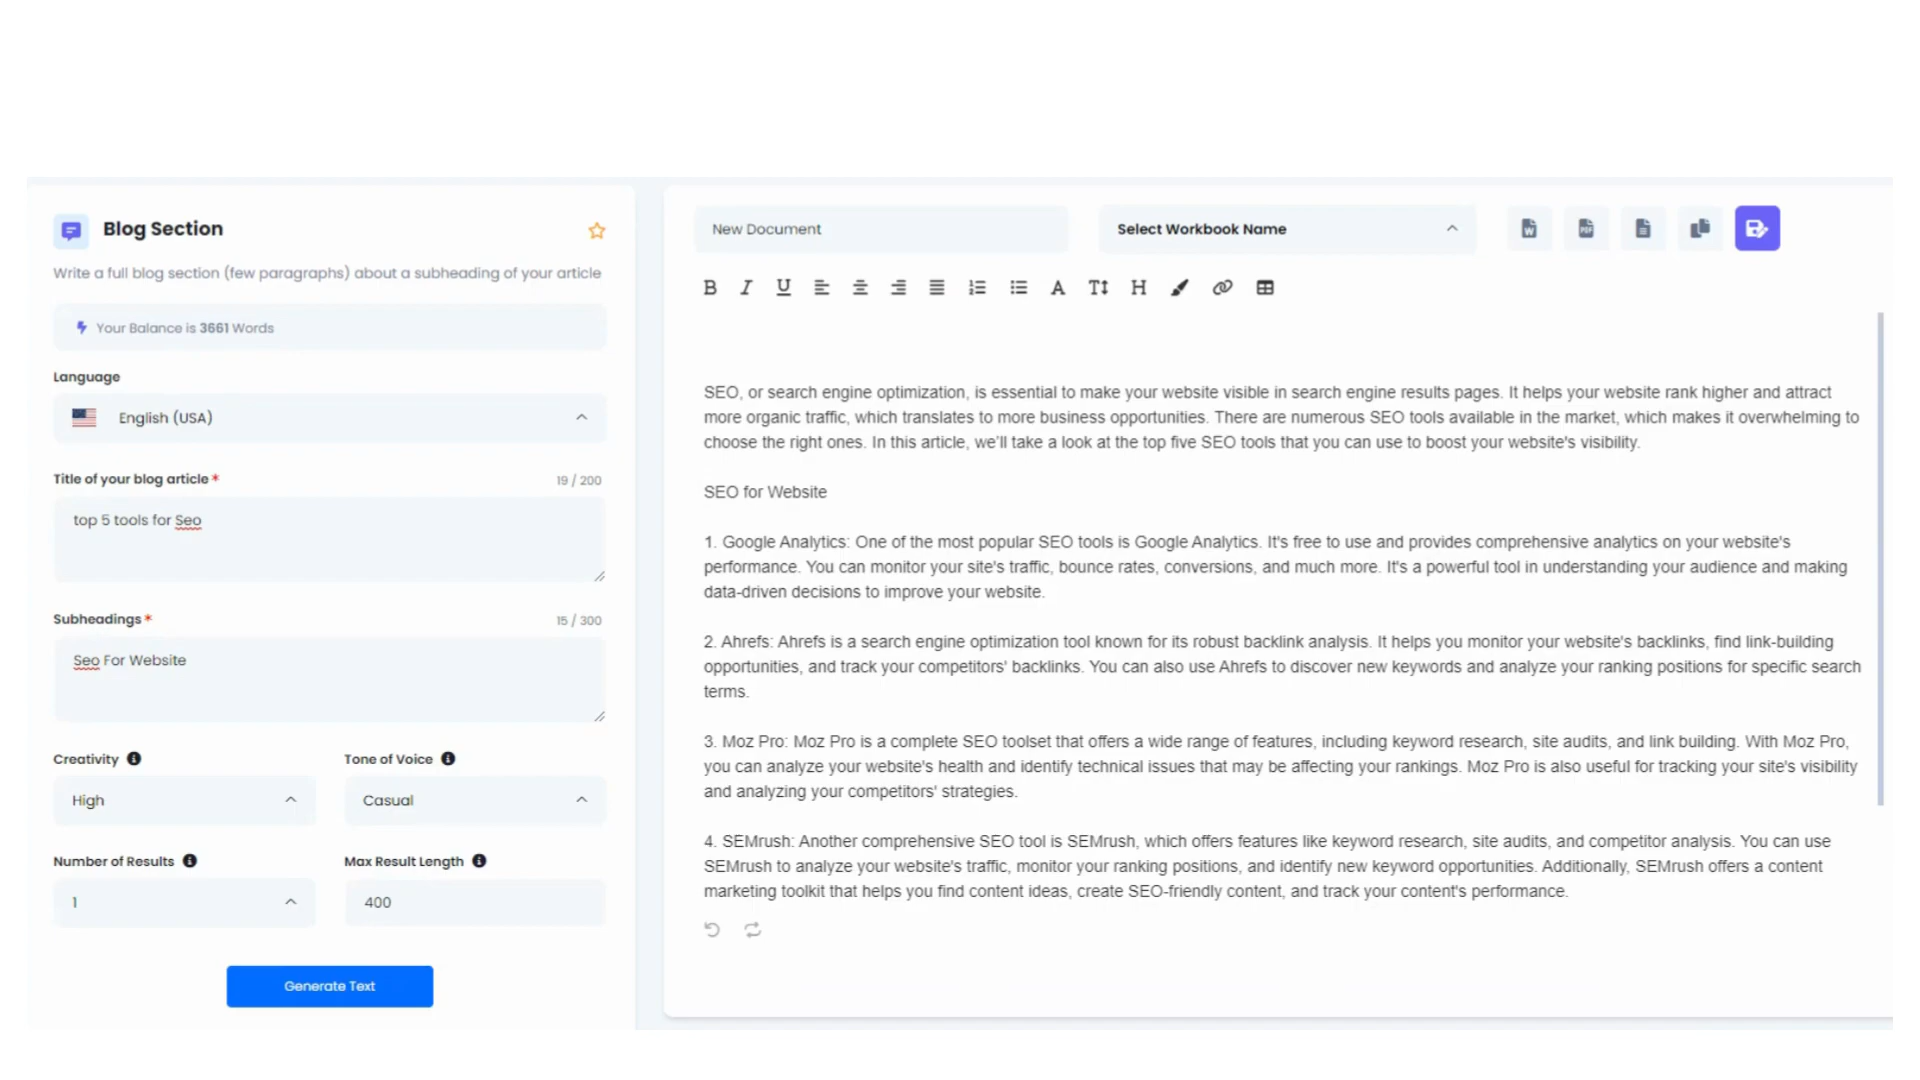 Blog Section
Write a full blog section (few paragraphs) about a subheading of your article
Your Balance is 3661 Words
Language
English (USA)
Title of your blog article *
19 / 200
top 5 tools for Seo
Subheadings *
15 / 300
Seo For Website
Creativity
Tone of Voice
High
Casual
Number of Results
Max Result Length
1
400
Generate Text
New Document
Select Workbook Name
W
PDF
B I U A T H
SEO, or search engine optimization, is essential to make your website visible in search engine results pages. It helps your website rank higher and attract
more organic traffic, which translates to more business opportunities. There are numerous SEO tools available in the market, which makes it overwhelming to
choose the right ones. In this article, we'll take a look at the top five SEO tools that you can use to boost your website's visibility.
SEO for Website
1. Google Analytics: One of the most popular SEO tools is Google Analytics. It's free to use and provides comprehensive analytics on your website's
performance. You can monitor your site's traffic, bounce rates, conversions, and much more. It's a powerful tool in understanding your audience and making
data-driven decisions to improve your website.
2. Ahrefs: Ahrefs is a search engine optimization tool known for its robust backlink analysis. It helps you monitor your website's backlinks, find link-building
opportunities, and track your competitors' backlinks. You can also use Ahrefs to discover new keywords and analyze your ranking positions for specific search
terms.
3. Moz Pro: Moz Pro is a complete SEO toolset that offers a wide range of features, including keyword research, site audits, and link building. With Moz Pro,
you can analyze your website's health and identify technical issues that may be affecting your rankings. Moz Pro is also useful for tracking your site's visibility
and analyzing your competitors' strategies.
4. SEMrush: Another comprehensive SEO tool is SEMrush, which offers features like keyword research, site audits, and competitor analysis. You can use
SEMrush to analyze your website's traffic, monitor your ranking positions, and identify new keyword opportunities. Additionally, SEMrush offers a content
marketing toolkit that helps you find content ideas, create SEO-friendly content, and track your content's performance.